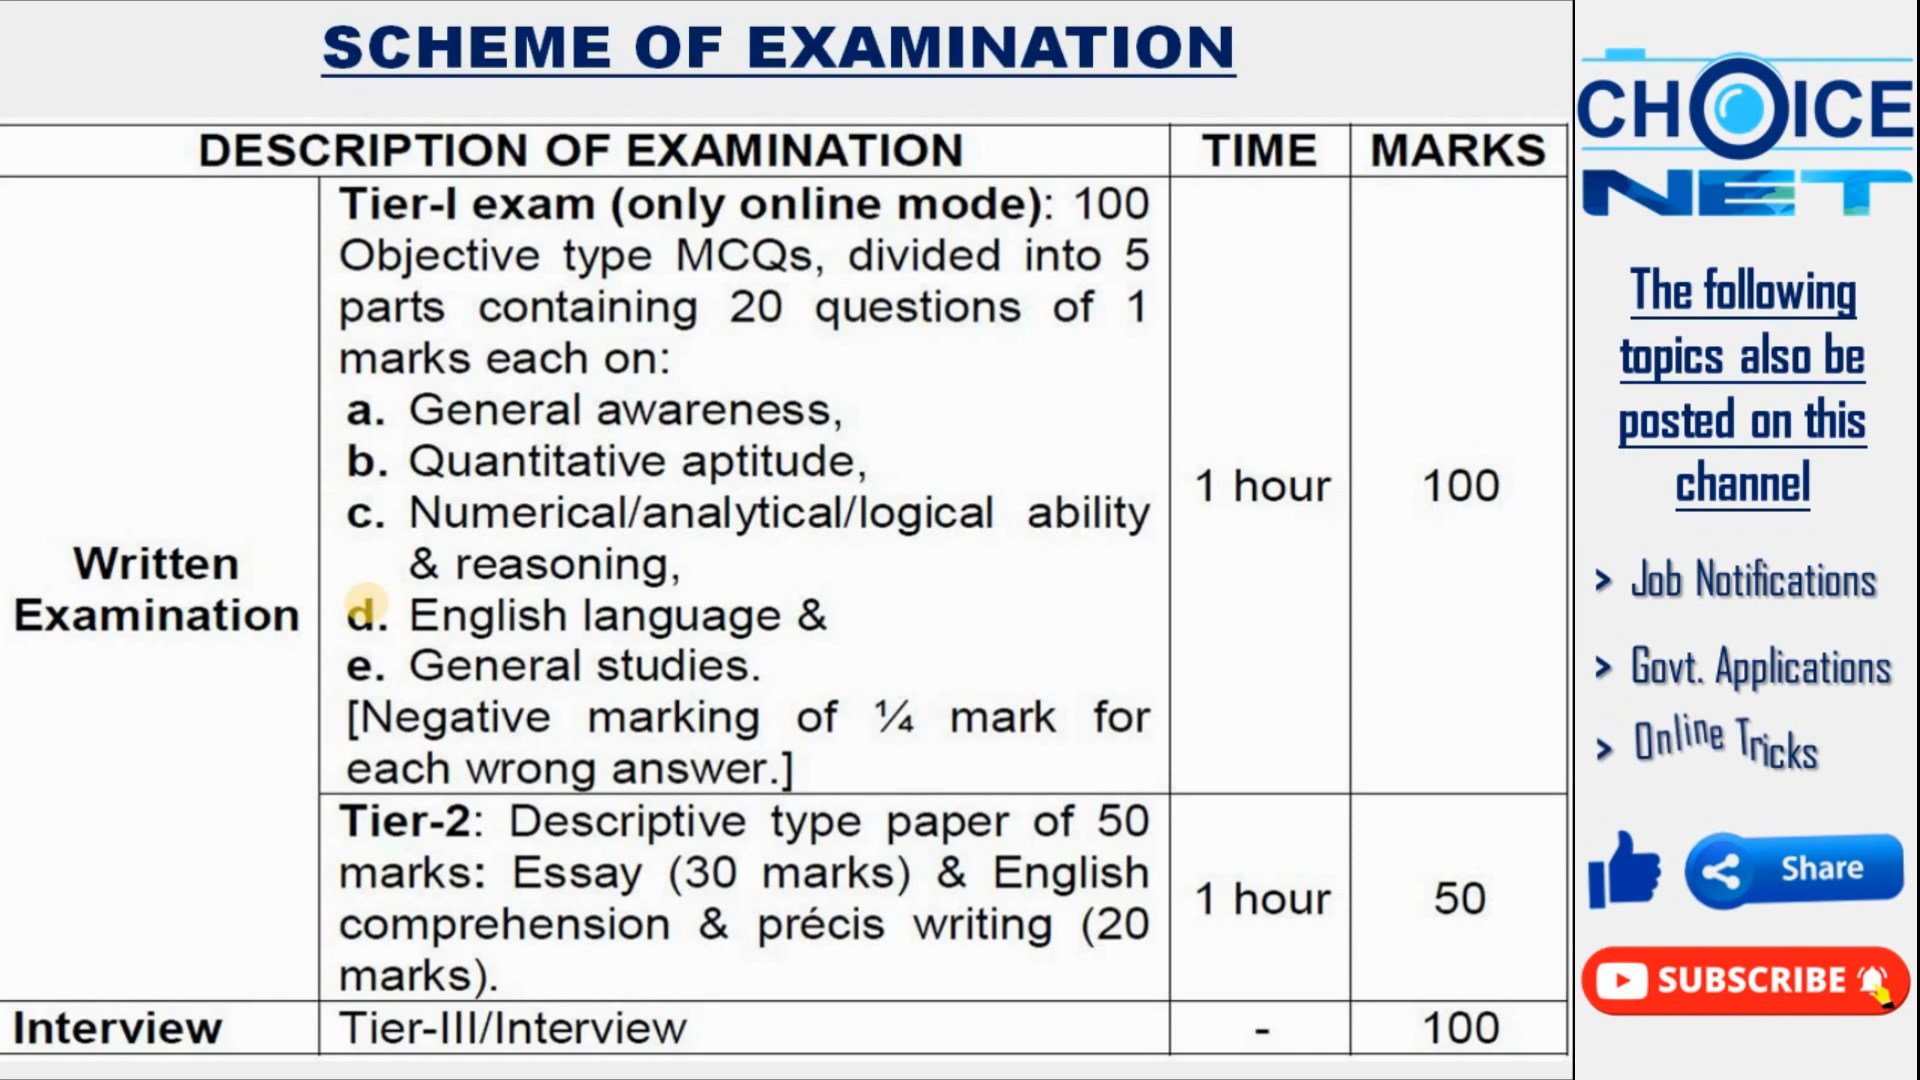 SCHEME OF EXAMINATION
DESCRIPTION OF EXAMINATION TIME MARKS
Written
Examination
Tier-I exam (only online mode): 100
Objective type MCQs, divided into 5
parts containing 20 questions of 1
marks each on:
a. General awareness,
b. Quantitative aptitude,
c. Numerical/analytical/logical ability
& reasoning,
d. English language &
e. General studies.
[Negative marking of ¼ mark for
each wrong answer.]
1 hour 100
Tier-2: Descriptive type paper of 50
marks: Essay (30 marks) & English
comprehension & précis writing (20
marks).
1 hour 50
Interview Tier-III/Interview - 100
CHOICE
NET
The following
topics also be
posted on this
channel
> Job Notifications
> Govt. Applications
> Online Tricks
Share
SUBSCRIBE